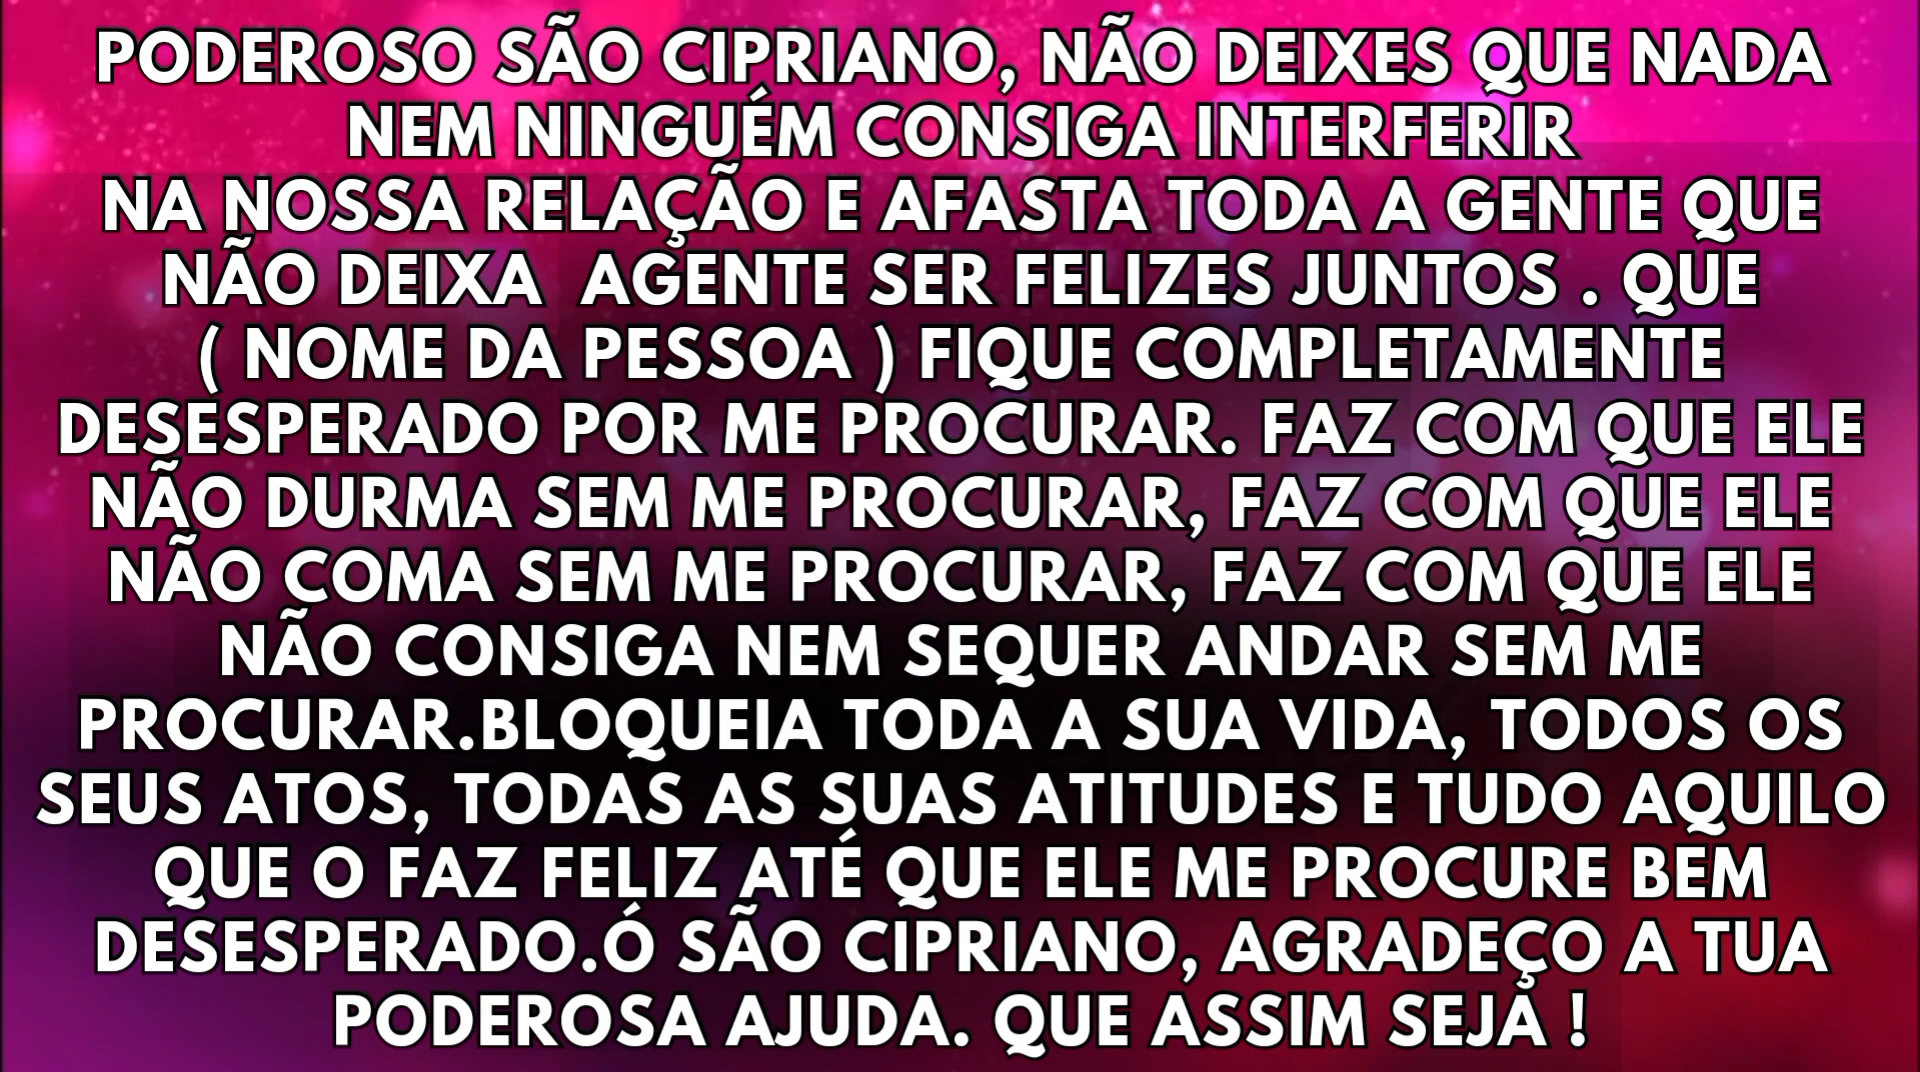 PODEROSO SÃO CIPRIANO, NÃO DEIXES QUE NADA
NEM NINGUÉM CONSIGA INTERFERIR
NA NOSSA RELAÇÃO E AFASTA TODA A GENTE QUE
NÃO DEIXA  AGENTE SER FELIZES JUNTOS . QUE
( NOME DA PESSOA ) FIQUE COMPLETAMENTE
DESESPERADO POR ME PROCURAR. FAZ COM QUE ELE
NÃO DURMA SEM ME PROCURAR, FAZ COM QUE ELE
NÃO COMA SEM ME PROCURAR, FAZ COM QUE ELE
NÃO CONSIGA NEM SEQUER ANDAR SEM ME
PROCURAR.BLOQUEIA TODA A SUA VIDA, TODOS OS
SEUS ATOS, TODAS AS SUAS ATITUDES E TUDO AQUILO
QUE O FAZ FELIZ ATÉ QUE ELE ME PROCURE BEM
DESESPERADO.Ó SÃO CIPRIANO, AGRADEÇO A TUA
PODEROSA AJUDA. QUE ASSIM SEJA !